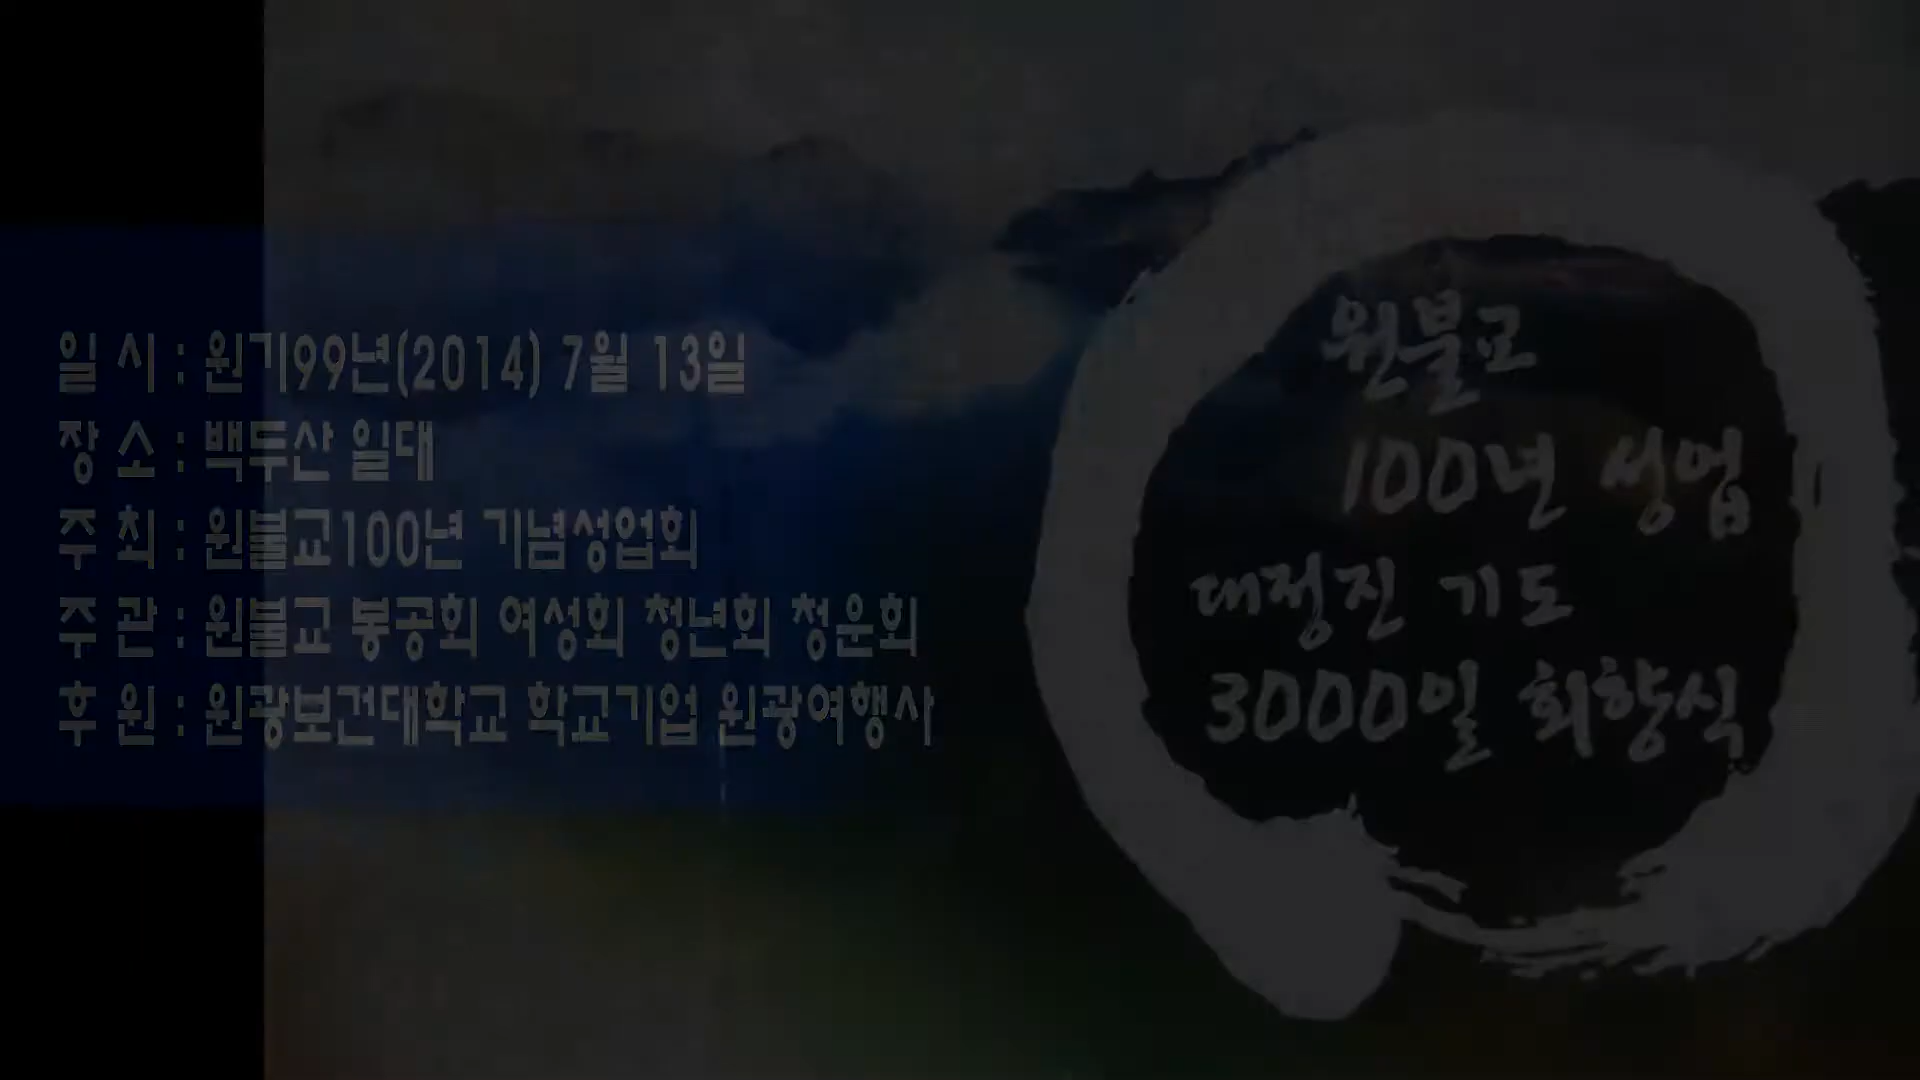 일 시 : 원기99년(2014) 7월 13일
장 소 : 백두산 일대
주 최 : 원불교100년 기념성업회
주 관 : 원불교 봉공회 여성회 청년회 청운회
후 원 : 원광보건대학교 학교기업 원광여행사
원불교
100년 성업
대정진 기도
3000일 회향식